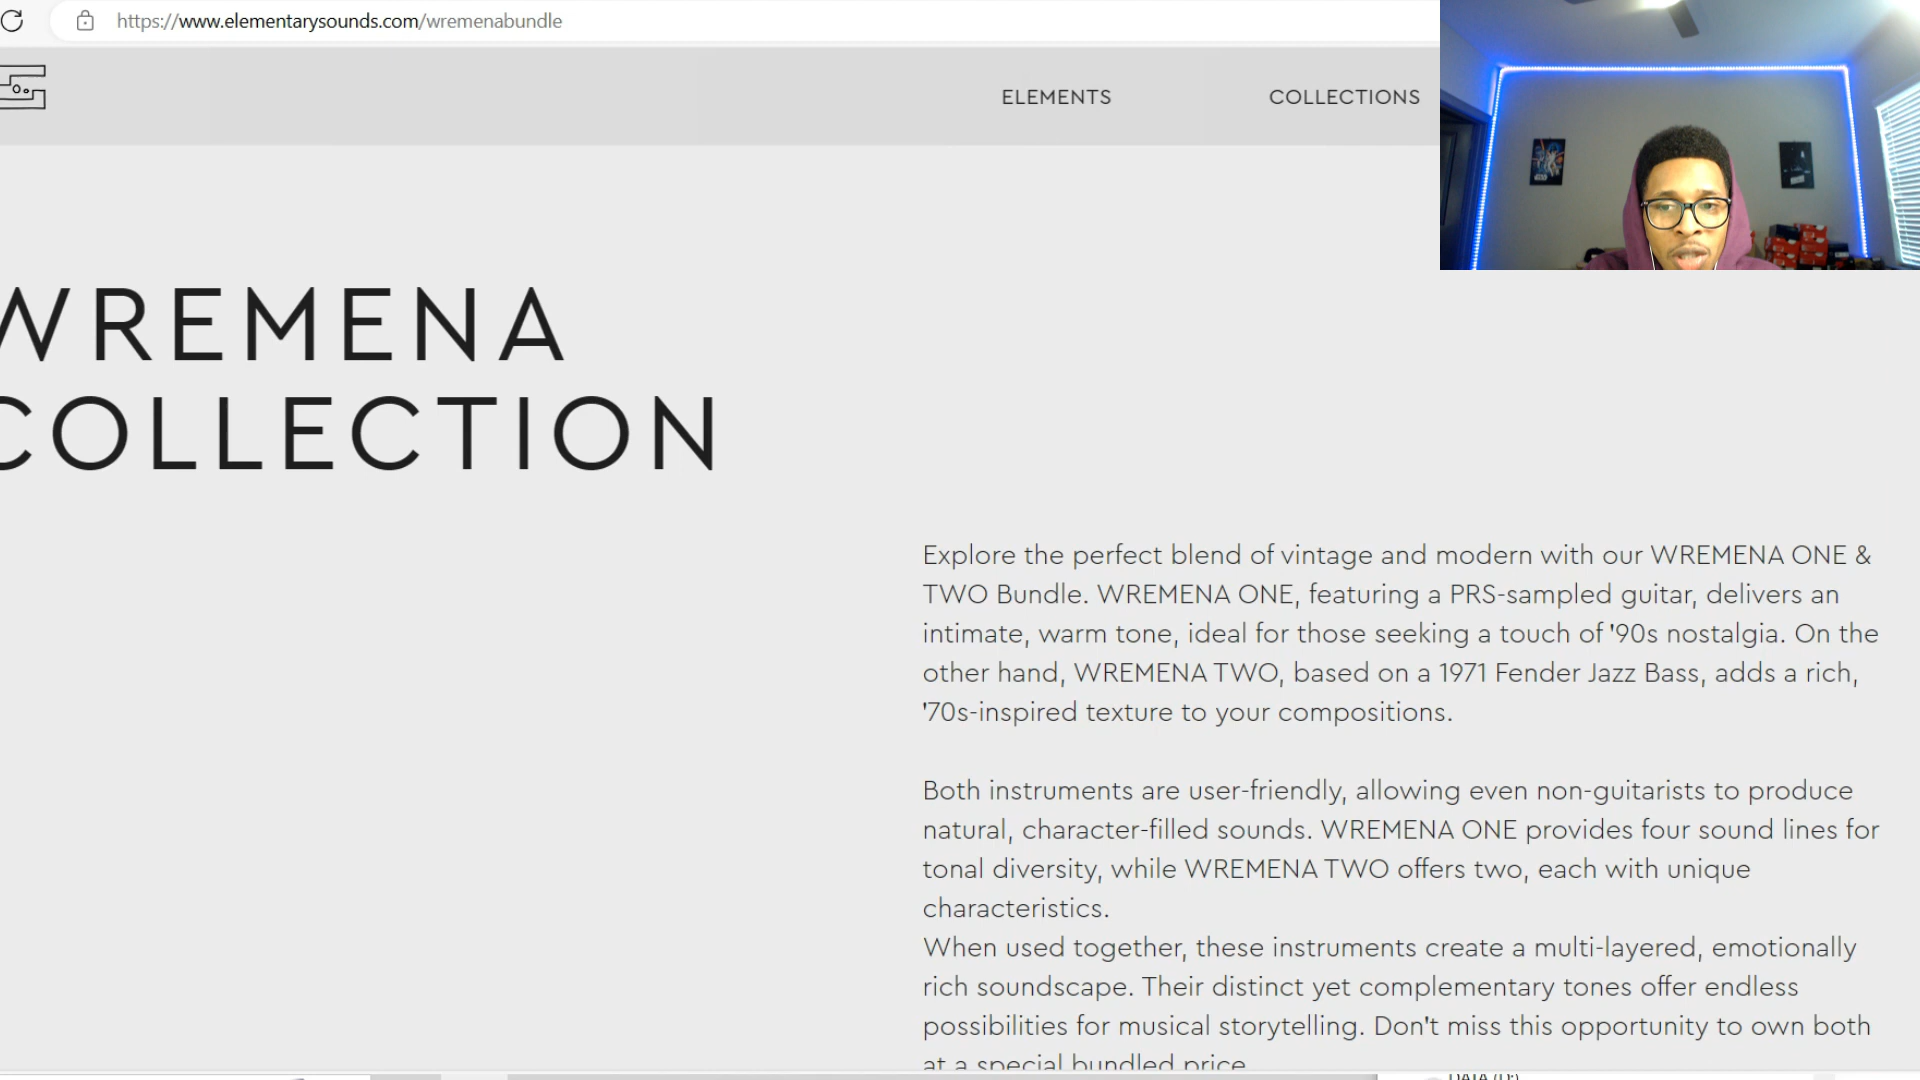 https://www.elementarysounds.com/wremenabundle
ELEMENTS COLLECTIONS
WREMENA
COLLECTION
Explore the perfect blend of vintage and modern with our WREMENA ONE &
TWO Bundle. WREMENA ONE, featuring a PRS-sampled guitar, delivers an
intimate, warm tone, ideal for those seeking a touch of '90s nostalgia. On the
other hand, WREMENA TWO, based on a 1971 Fender Jazz Bass, adds a rich,
'70s-inspired texture to your compositions.
Both instruments are user-friendly, allowing even non-guitarists to produce
natural, character-filled sounds. WREMENA ONE provides four sound lines for
tonal diversity, while WREMENA TWO offers two, each with unique
characteristics.
When used together, these instruments create a multi-layered, emotionally
rich soundscape. Their distinct yet complementary tones offer endless
possibilities for musical storytelling. Don't miss this opportunity to own both
at a special bundled price
DATA (D:)